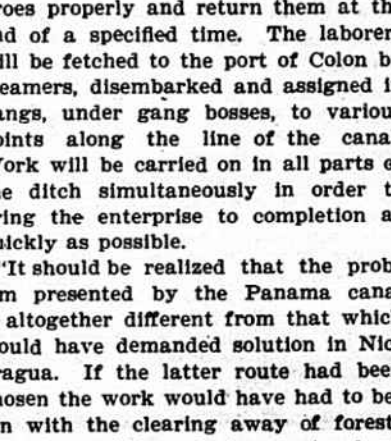 roes properly and return them at th
nd of a specified time. The laborer
ill be fetched to the port of Colon b
eamers, disembarked and assigned i
angs, under gang bosses, to variou
oints along the line of the cana
ork will be carried on in all parts o
e ditch simultaneously in order t
ring the enterprise to completion a
uickly as possible.
"It should be realized that the prob
m presented by the Panama cana
altogether different from that whic
ould have demanded solution in Nic
ragua. If the latter route had bee
hosen the work would have had to be
n with the clearing away of forest